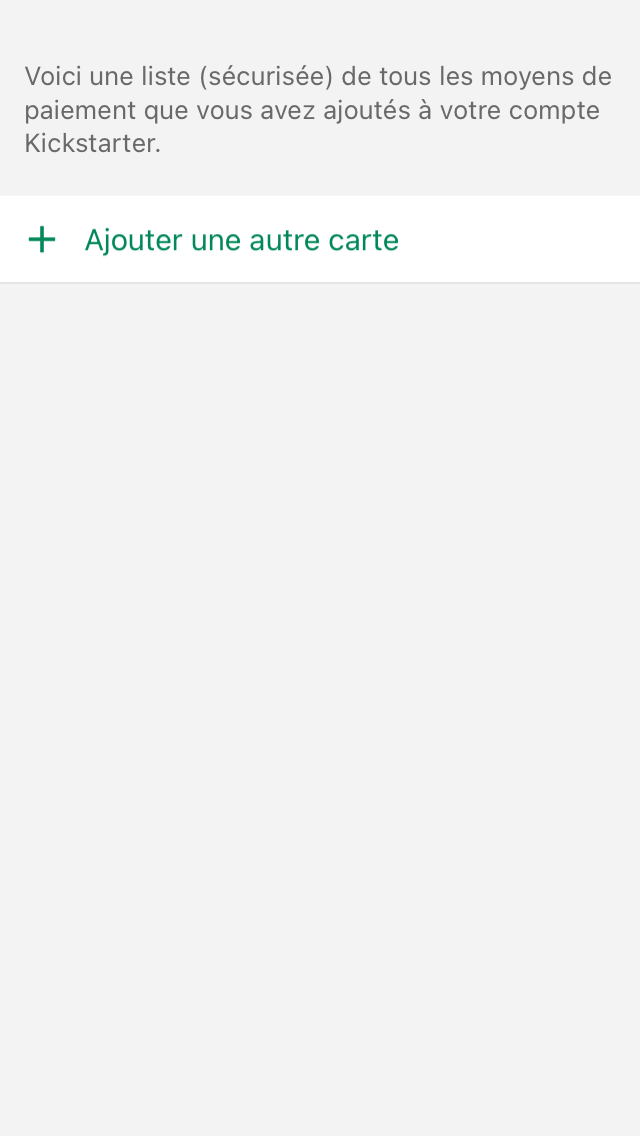 Voici une liste (sécurisée) de tous les moyens de
paiement que vous avez ajoutés à votre compte
Kickstarter.
Ajouter une autre carte